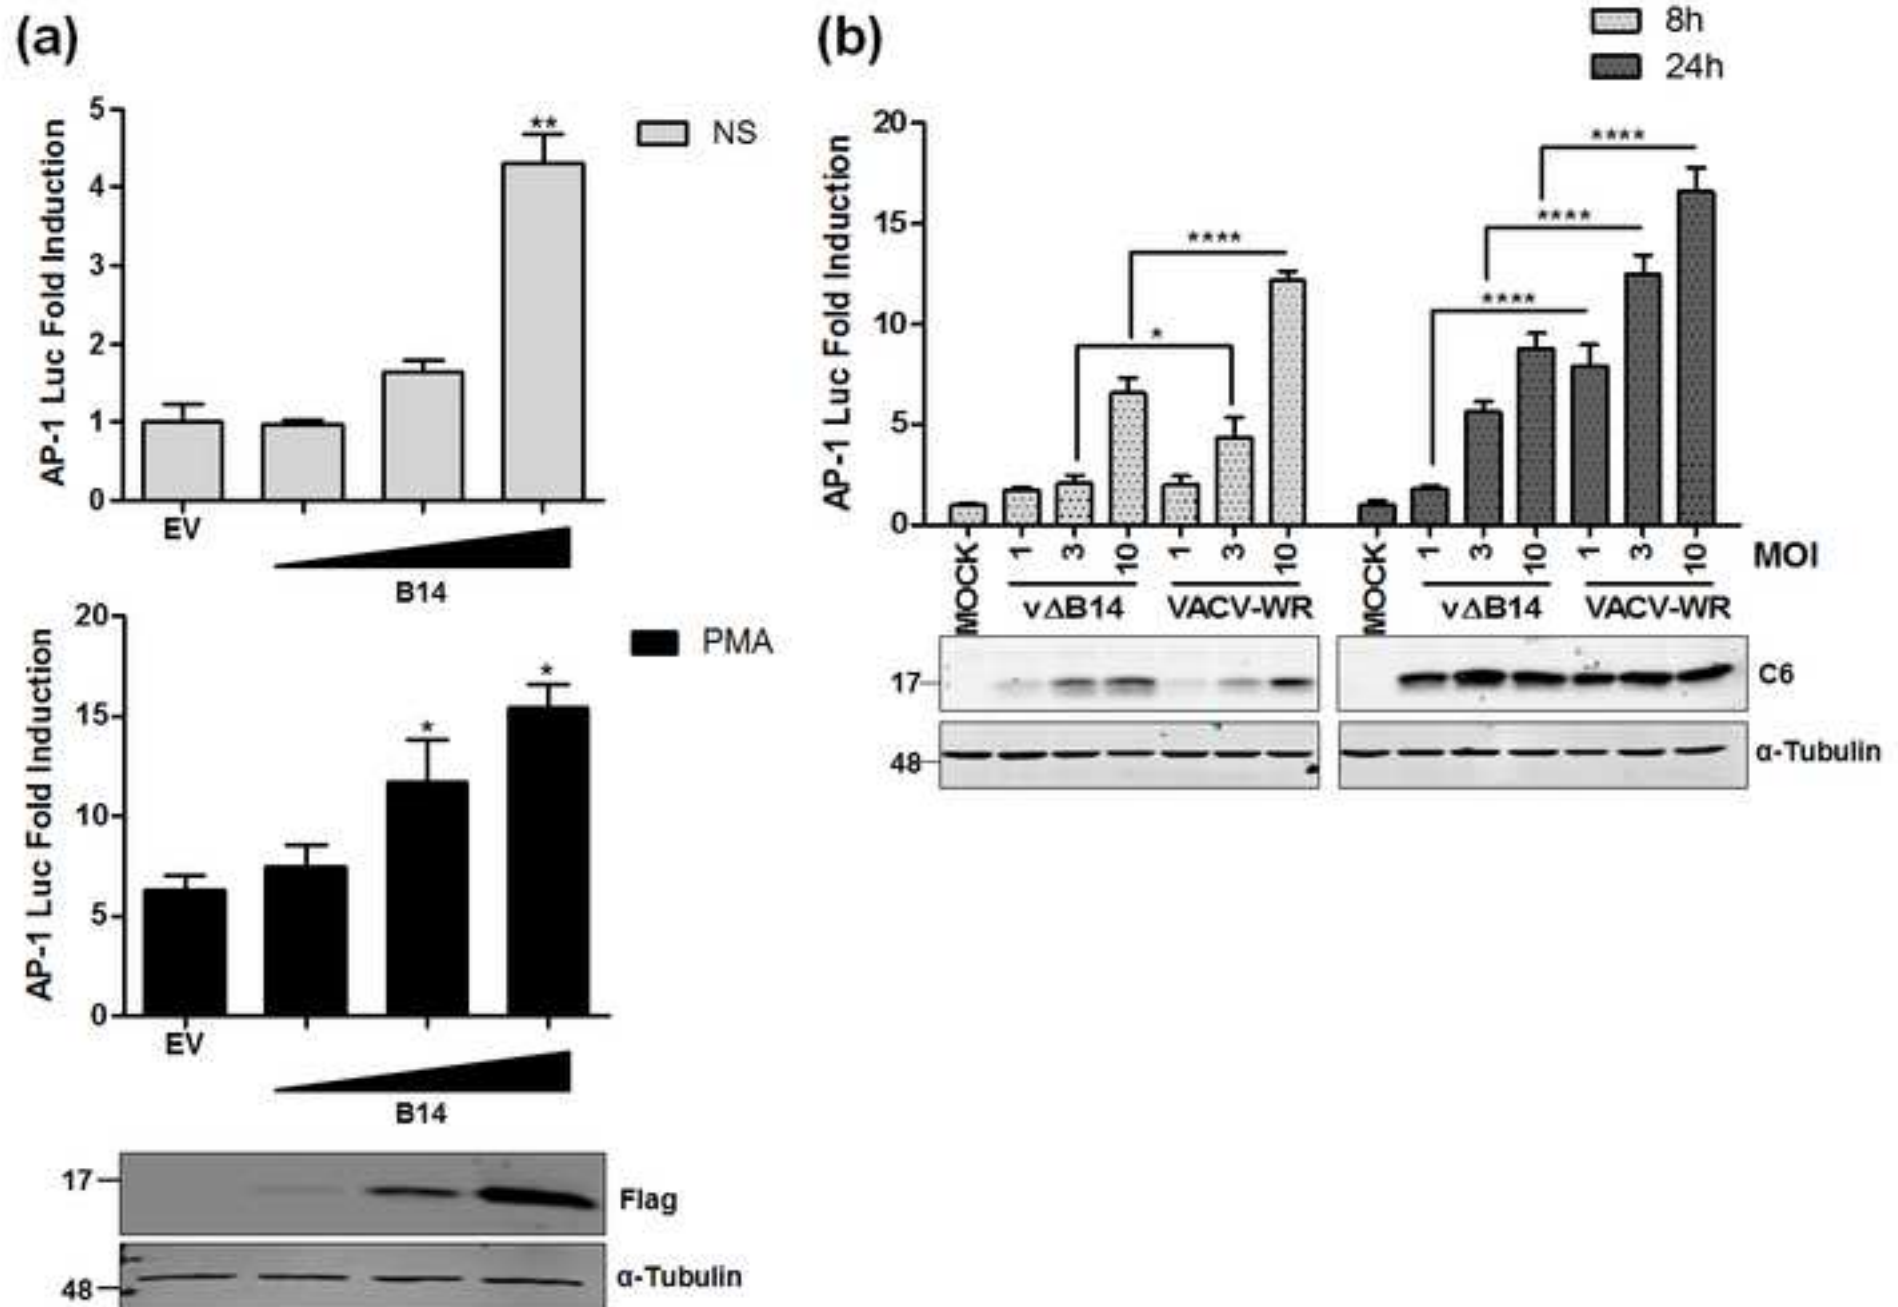 (a)
AP-1 Luc Fold Induction
5
4
3
2
1
0
**
NS
EV
B14
AP-1 Luc Fold Induction
20
15
10
5
0
*
*
PMA
EV
B14
17
Flag
48
α-Tubulin
(b)
8h
24h
AP-1 Luc Fold Induction
20
15
10
5
0
*
****
****
****
****
MOCK 1 3 10 1 3 10 MOCK 1 3 10 1 3 10 MOI
vΔB14 VACV-WR vΔB14 VACV-WR
17
C6
48
α-Tubulin